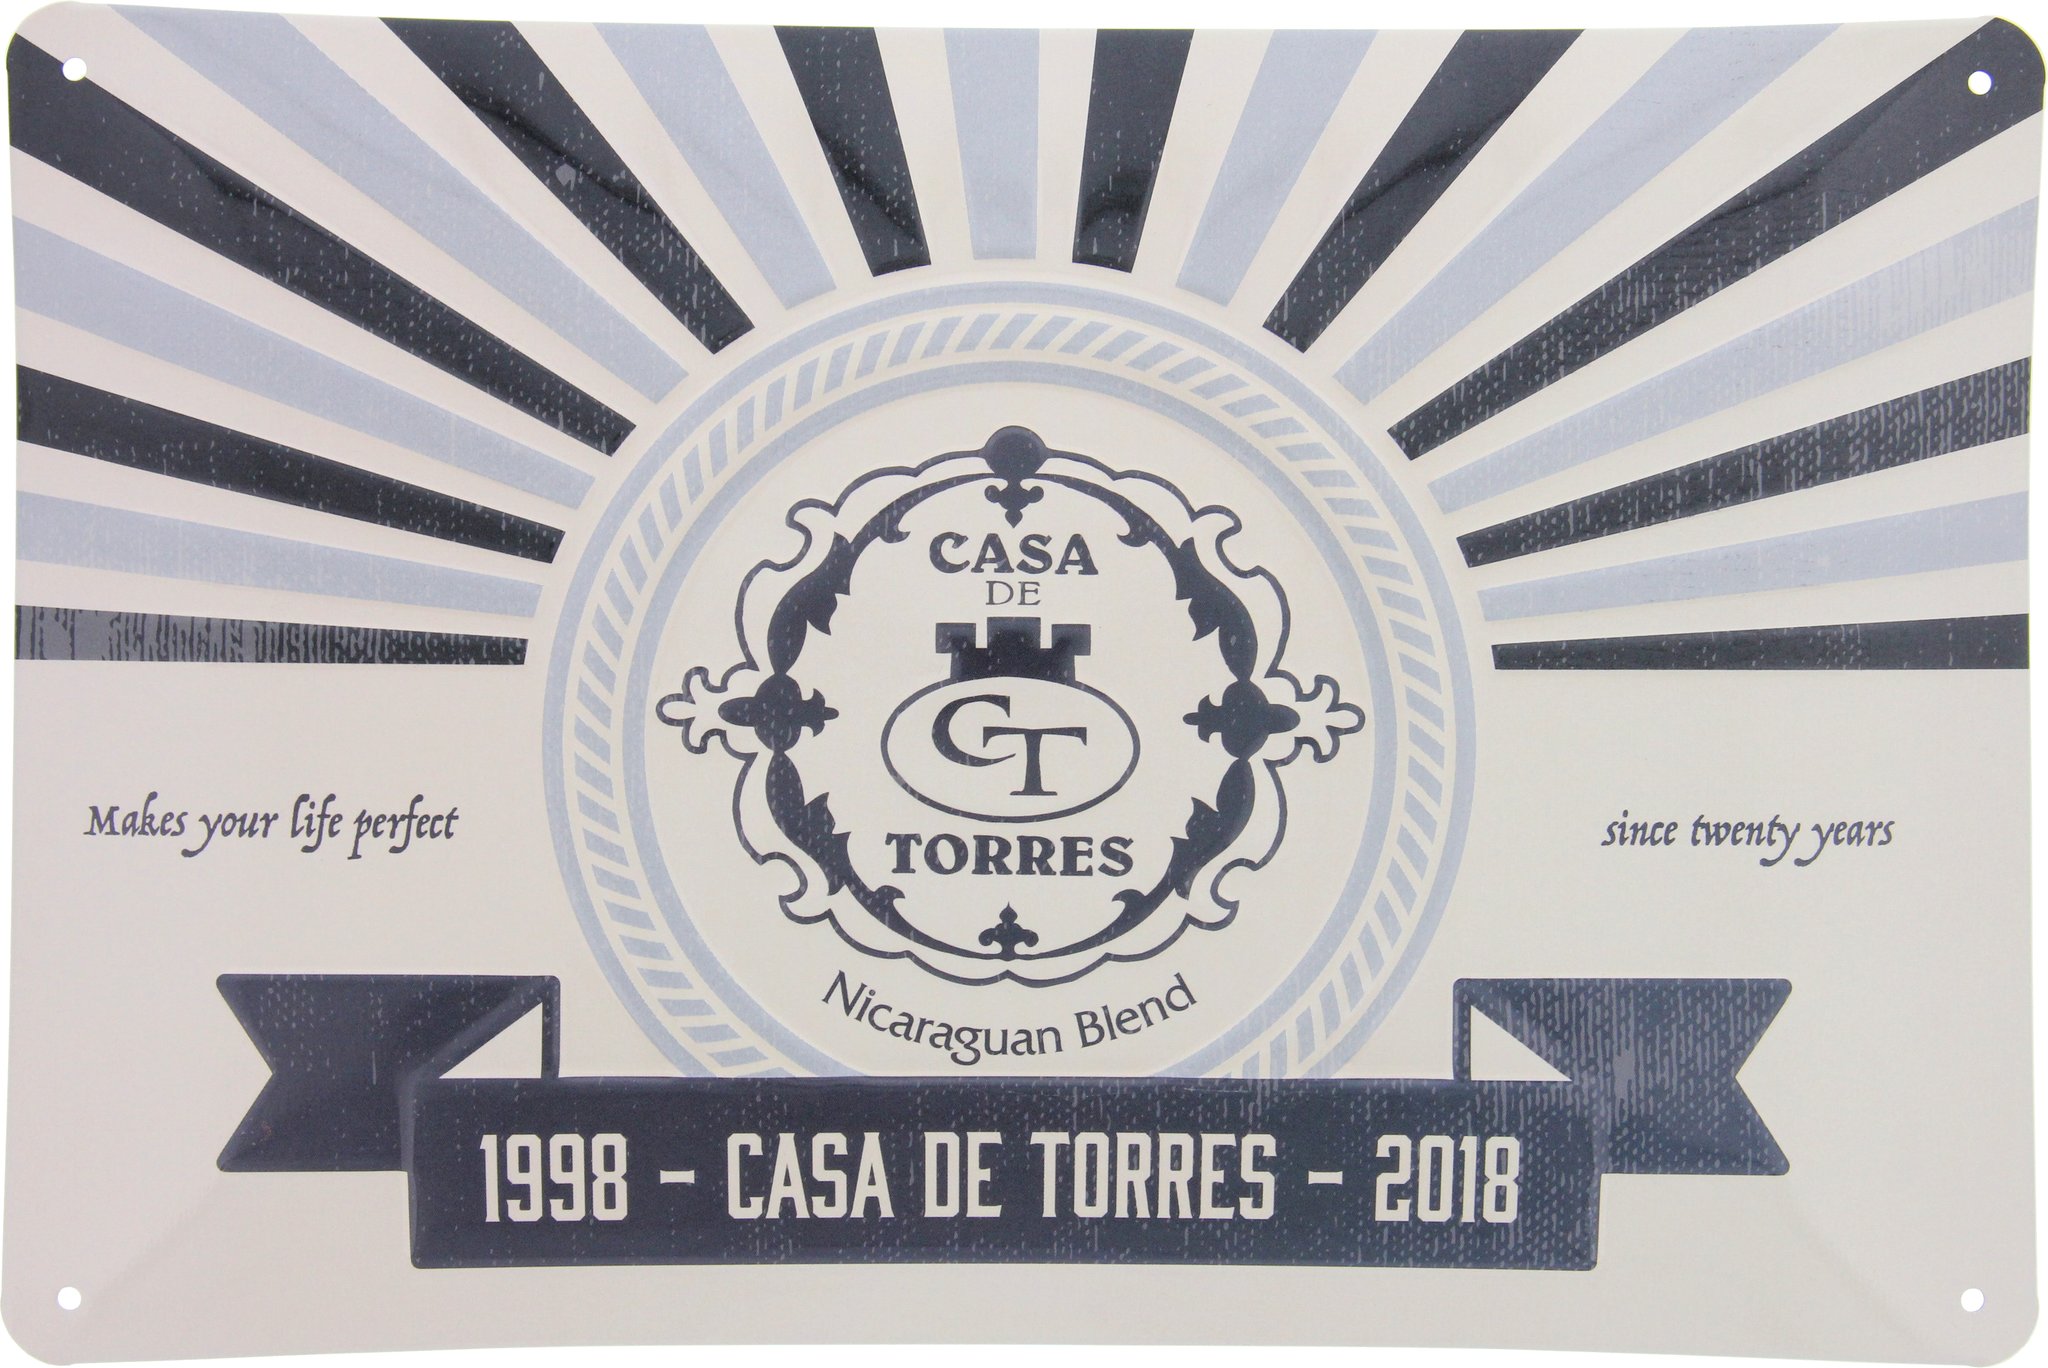 CASA
DE
CT
TORRES
Nicaraguan Blend
Makes your life perfect
since twenty years
1998 - CASA DE TORRES - 2018